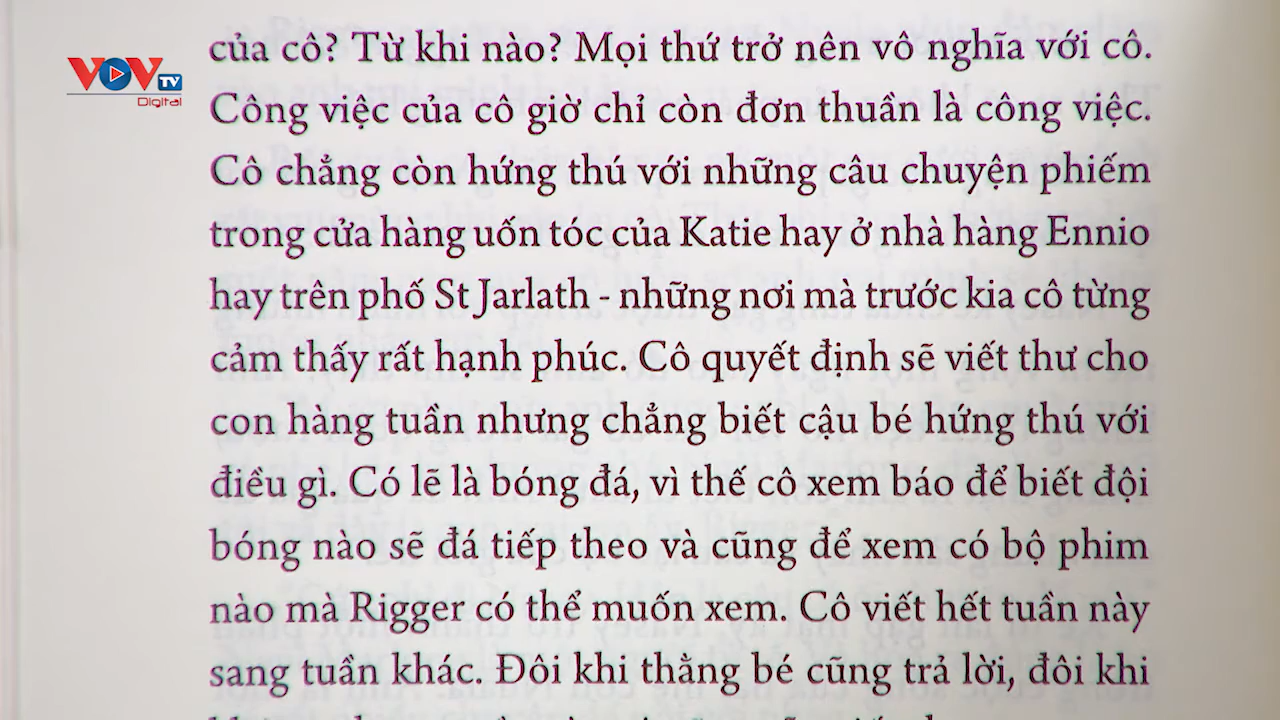 VOV TV
Digital
của cô? Từ khi nào? Mọi thứ trở nên vô nghĩa với cô.
Công việc của cô giờ chỉ còn đơn thuần là công việc.
Cô chẳng còn hứng thú với những câu chuyện phiếm
trong cửa hàng uốn tóc của Katie hay ở nhà hàng Ennio
hay trên phố St Jarlath - những nơi mà trước kia cô từng
cảm thấy rất hạnh phúc. Cô quyết định sẽ viết thư cho
con hàng tuần nhưng chẳng biết cậu bé hứng thú với
điều gì. Có lẽ là bóng đá, vì thế cô xem báo để biết đội
bóng nào sẽ đá tiếp theo và cũng để xem có bộ phim
nào mà Rigger có thể muốn xem. Cô viết hết tuần này
sang tuần khác. Đôi khi thằng bé cũng trả lời, đôi khi